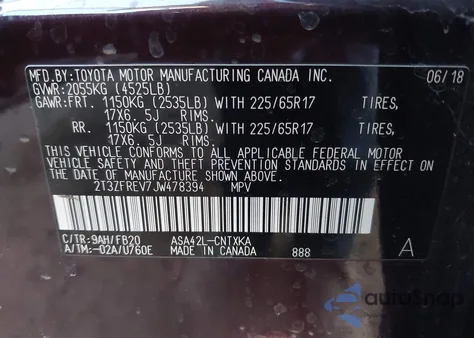 MFD.BY:TOYOTA MOTOR MANUFACTURING CANADA INC. 06/18
GVWR:2055KG (4525LB)
GAWR:FRT. 1150KG (2535LB) WITH 225/65R17 TIRES,
17X6. 5J RIMS.
RR. 1150KG (2535LB) WITH 225/65R17 TIRES,
17X6. 5J RIMS.
THIS VEHICLE CONFORMS TO ALL APPLICABLE FEDERAL MOTOR
VEHICLE SAFETY AND THEFT PREVENTION STANDARDS IN EFFECT ON
THE DATE OF MANUFACTURE SHOWN ABOVE.
2T3ZFREV7JW478394 MPV
C/TR:9AH/FB20 ASA42L-CNTXKA
A/TM:-02A/U760E MADE IN CANADA 888 A
autoSnap